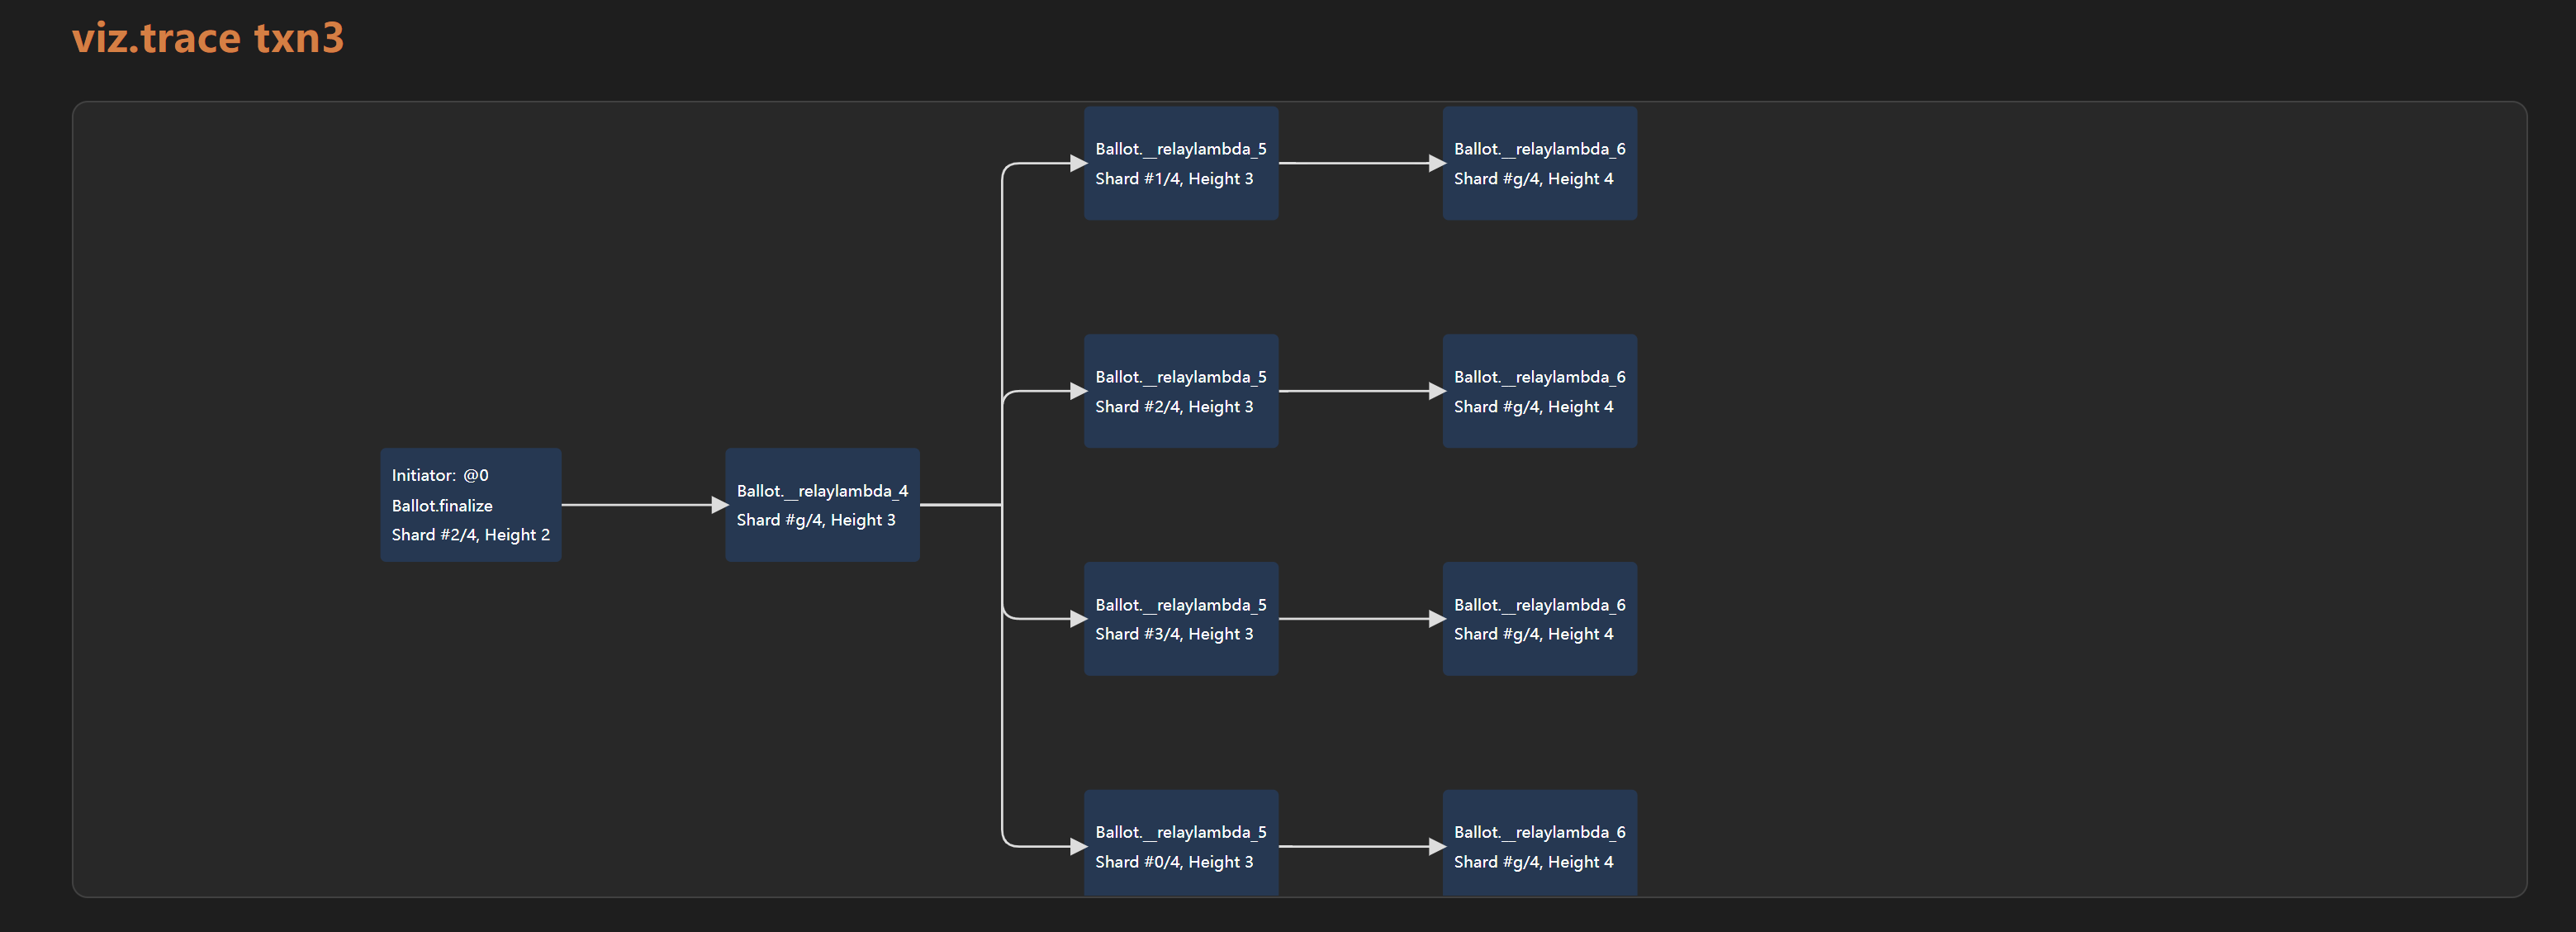 viz.trace txn3
Initiator: @0
Ballot.finalize
Shard #2/4, Height 2
Ballot.__relaylambda_4
Shard #g/4, Height 3
Ballot.__relaylambda_5
Shard #1/4, Height 3
Ballot.__relaylambda_6
Shard #g/4, Height 4
Ballot.__relaylambda_5
Shard #2/4, Height 3
Ballot.__relaylambda_6
Shard #g/4, Height 4
Ballot.__relaylambda_5
Shard #3/4, Height 3
Ballot.__relaylambda_6
Shard #g/4, Height 4
Ballot.__relaylambda_5
Shard #0/4, Height 3
Ballot.__relaylambda_6
Shard #g/4, Height 4